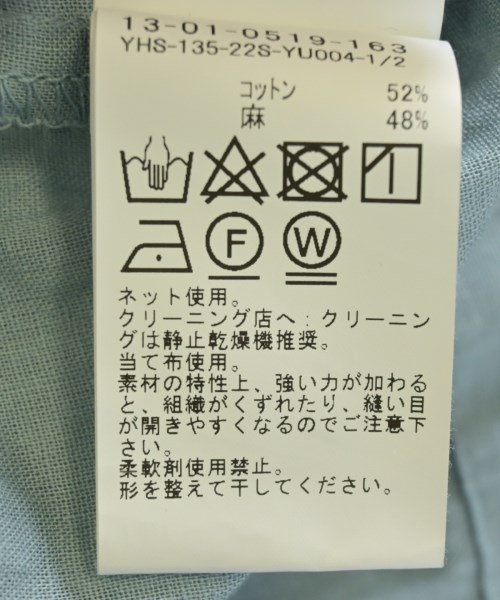 13-01-0519-163
YHS-135-22S-YU004-1/2
コットン 52%
麻 48%
F W
ネット使用。
クリーニング店へ：クリーニン
グは静止乾燥機推奨。
当て布使用。
素材の特性上、強い力が加わる
と、組織がくずれたり、縫い目
が開きやすくなるのでご注意下
さい。
柔軟剤使用禁止。
形を整えて干してください。